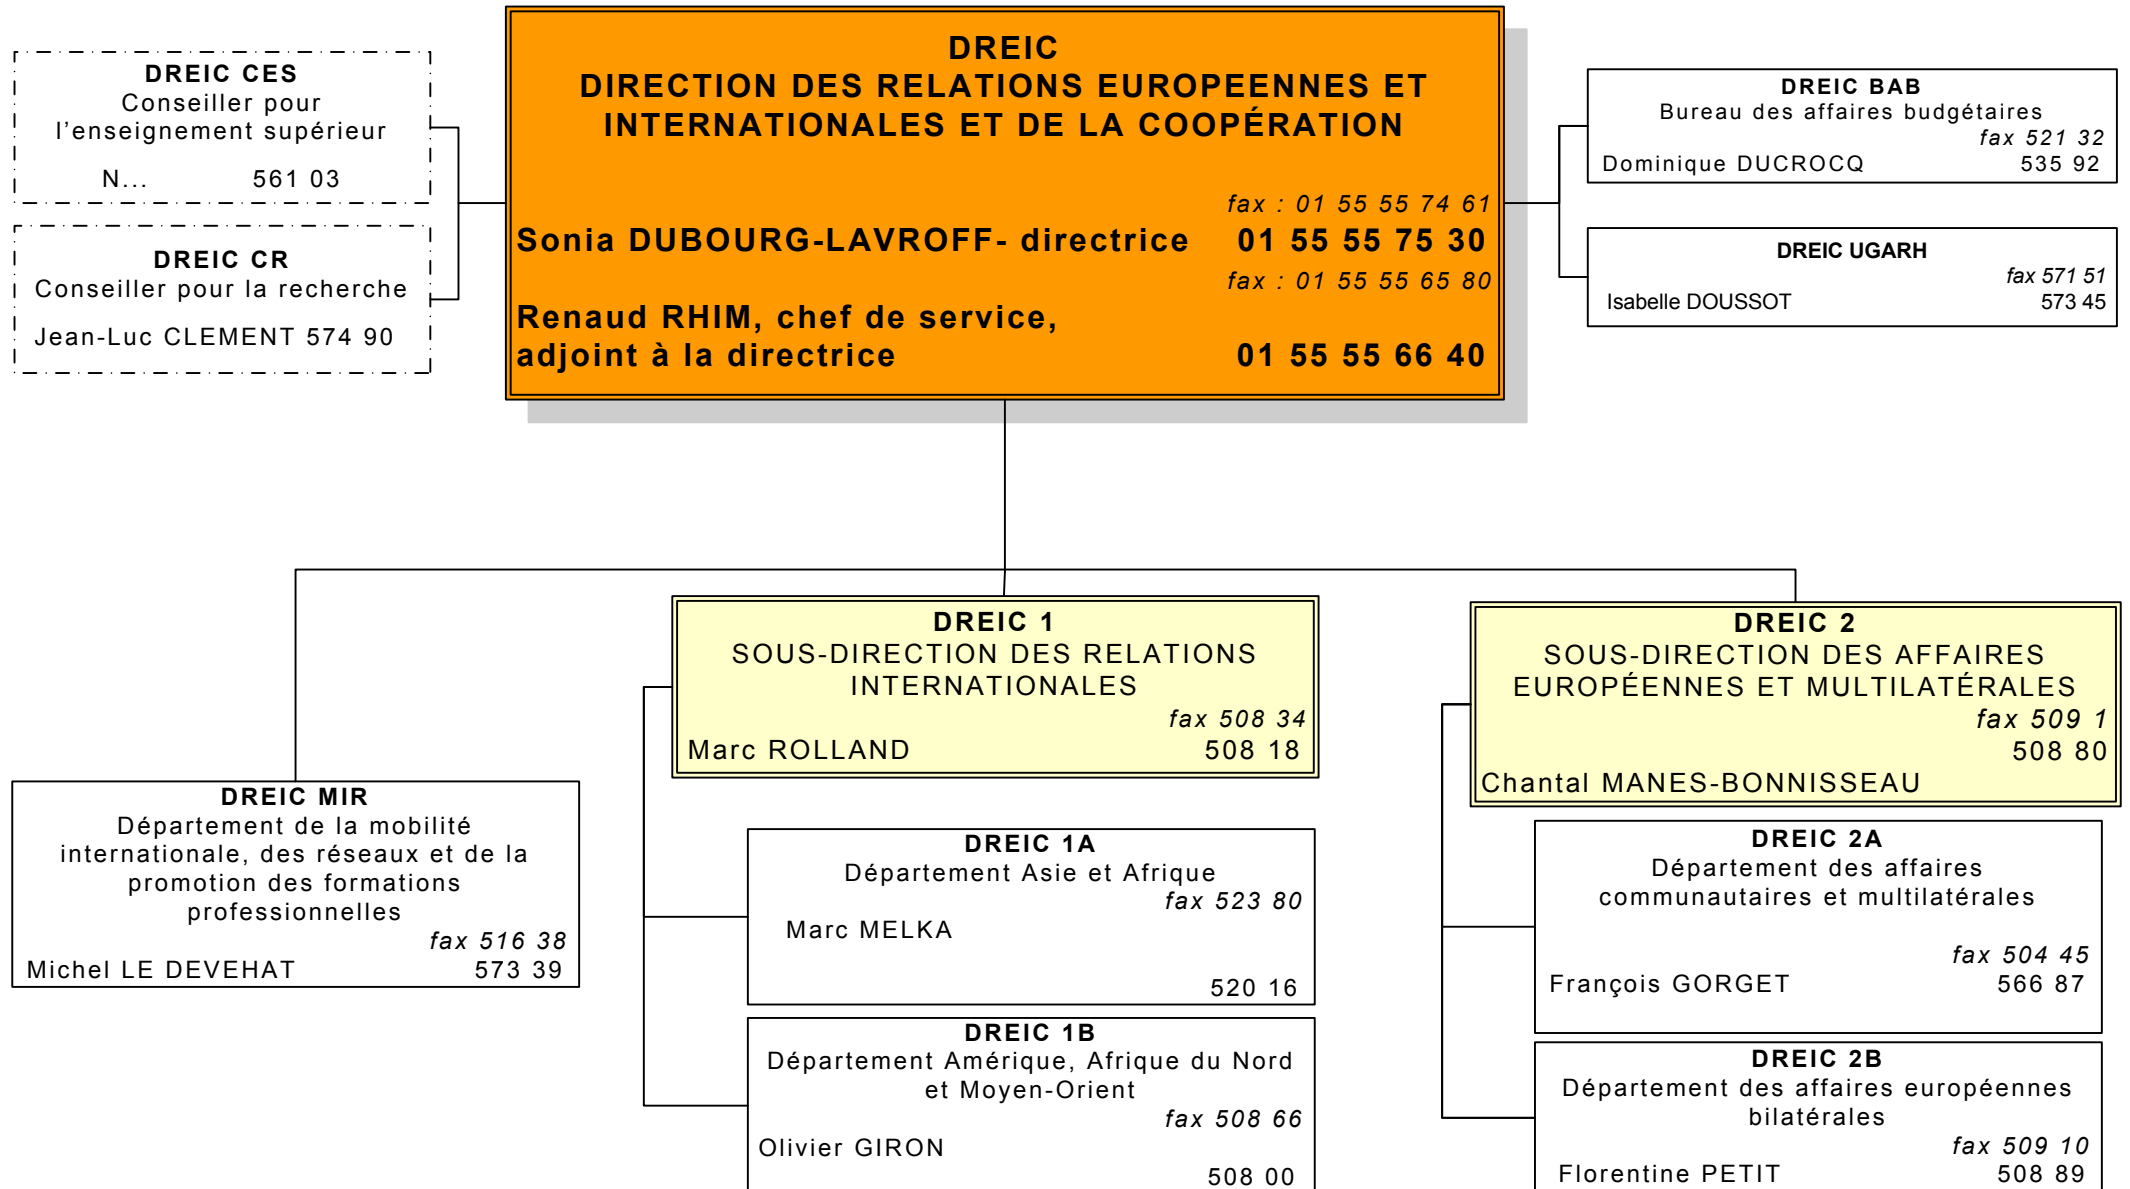 DREIC CES
Conseiller pour
l'enseignement supérieur
N... 561 03
DREIC CR
Conseiller pour la recherche
Jean-Luc CLEMENT 574 90
DREIC
DIRECTION DES RELATIONS EUROPEENNES ET
INTERNATIONALES ET DE LA COOPÉRATION
fax : 01 55 55 74 61
Sonia DUBOURG-LAVROFF- directrice 01 55 55 75 30
fax : 01 55 55 65 80
Renaud RHIM, chef de service,
adjoint à la directrice 01 55 55 66 40
DREIC BAB
Bureau des affaires budgétaires
fax 521 32
Dominique DUCROCQ 535 92
DREIC UGARH
fax 571 51
Isabelle DOUSSOT 573 45
DREIC MIR
Département de la mobilité
internationale, des réseaux et de la
promotion des formations
professionnelles
fax 516 38
Michel LE DEVEHAT 573 39
DREIC 1
SOUS-DIRECTION DES RELATIONS
INTERNATIONALES
fax 508 34
Marc ROLLAND 508 18
DREIC 1A
Département Asie et Afrique
fax 523 80
Marc MELKA
520 16
DREIC 1B
Département Amérique, Afrique du Nord
et Moyen-Orient
fax 508 66
Olivier GIRON
508 00
DREIC 2
SOUS-DIRECTION DES AFFAIRES
EUROPÉENNES ET MULTILATÉRALES
fax 509 1
508 80
Chantal MANES-BONNISSEAU
DREIC 2A
Département des affaires
communautaires et multilatérales
fax 504 45
François GORGET 566 87
DREIC 2B
Département des affaires européennes
bilatérales
fax 509 10
Florentine PETIT 508 89